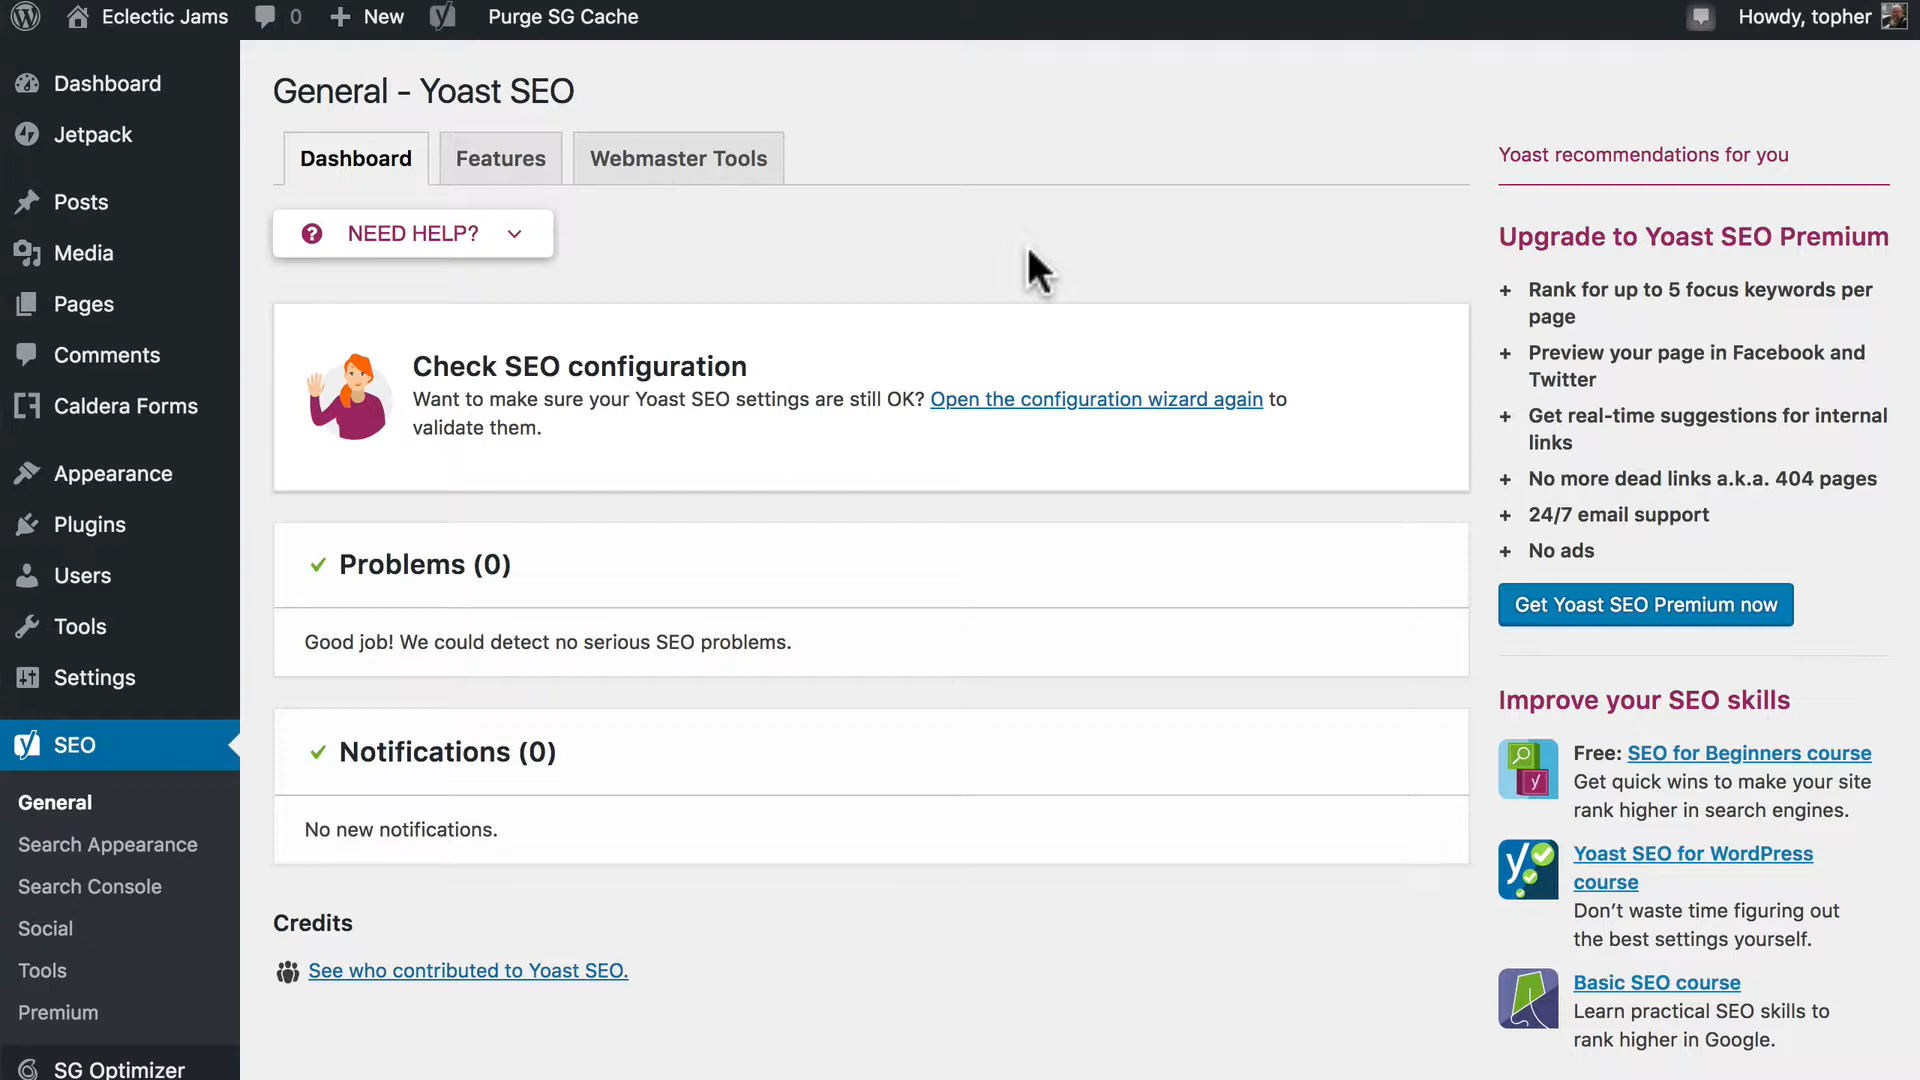 Eclectic Jams 0 New Purge SG Cache Howdy, topher
Dashboard
Jetpack
Posts
Media
Pages
Comments
Caldera Forms
Appearance
Plugins
Users
Tools
Settings
SEO
General
Search Appearance
Search Console
Social
Tools
Premium
SG Optimizer
General - Yoast SEO
Dashboard Features Webmaster Tools
NEED HELP?
Check SEO configuration
Want to make sure your Yoast SEO settings are still OK? Open the configuration wizard again to
validate them.
Problems (0)
Good job! We could detect no serious SEO problems.
Notifications (0)
No new notifications.
Credits
See who contributed to Yoast SEO.
Yoast recommendations for you
Upgrade to Yoast SEO Premium
+ Rank for up to 5 focus keywords per
page
+ Preview your page in Facebook and
Twitter
+ Get real-time suggestions for internal
links
+ No more dead links a.k.a. 404 pages
+ 24/7 email support
+ No ads
Get Yoast SEO Premium now
Improve your SEO skills
Free: SEO for Beginners course
Get quick wins to make your site
rank higher in search engines.
Yoast SEO for WordPress
course
Don’t waste time figuring out
the best settings yourself.
Basic SEO course
Learn practical SEO skills to
rank higher in Google.